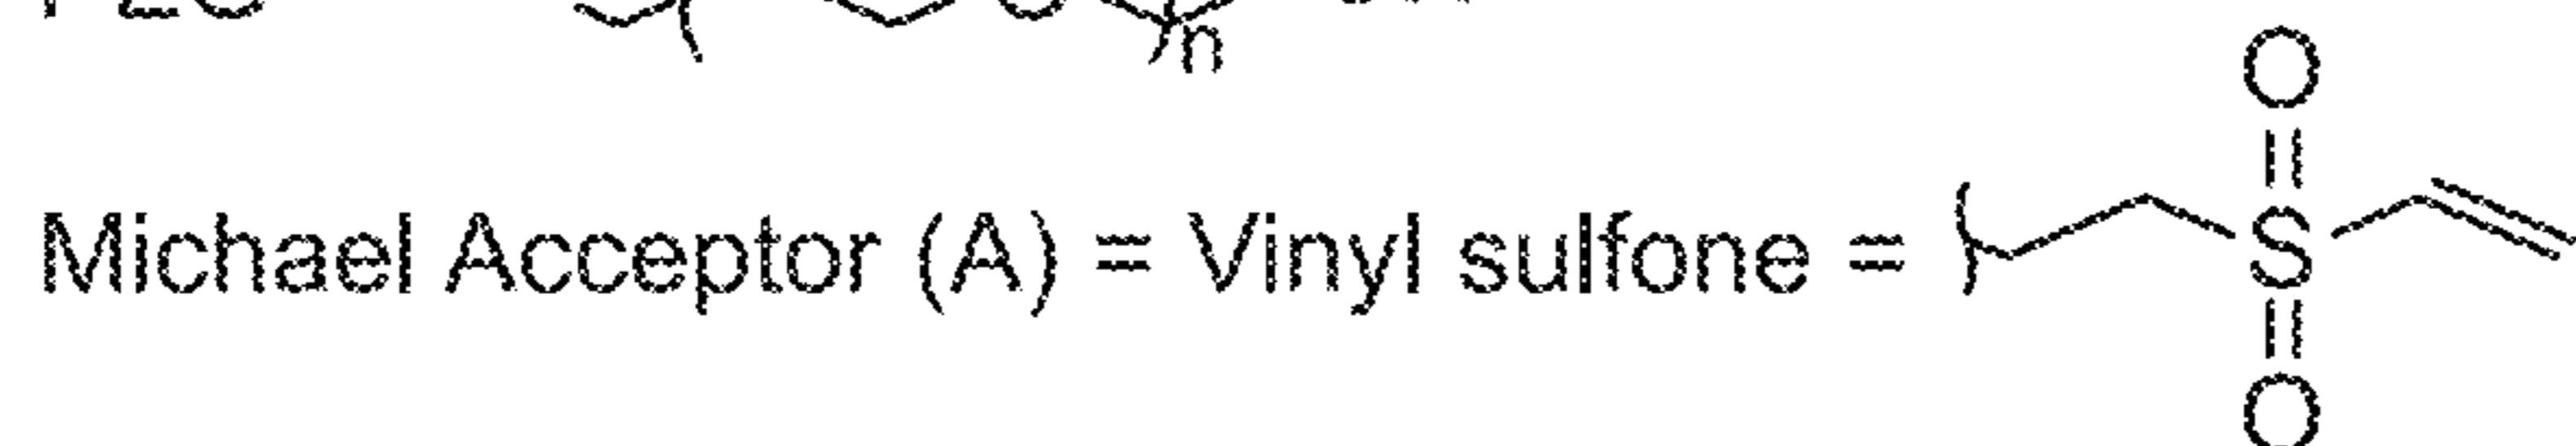 n
Michael Acceptor (A) = Vinyl sulfone =
O
S
O